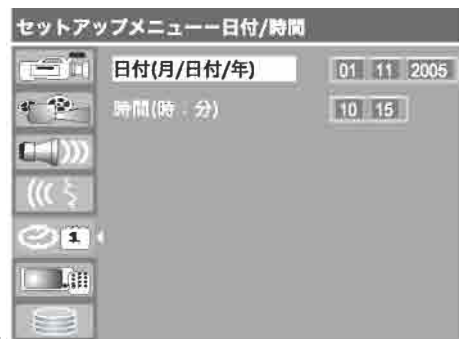 セットアップメニューー日付/時間
日付(月/日付/年) 01 11 2005
時間(時 : 分) 10 15
1